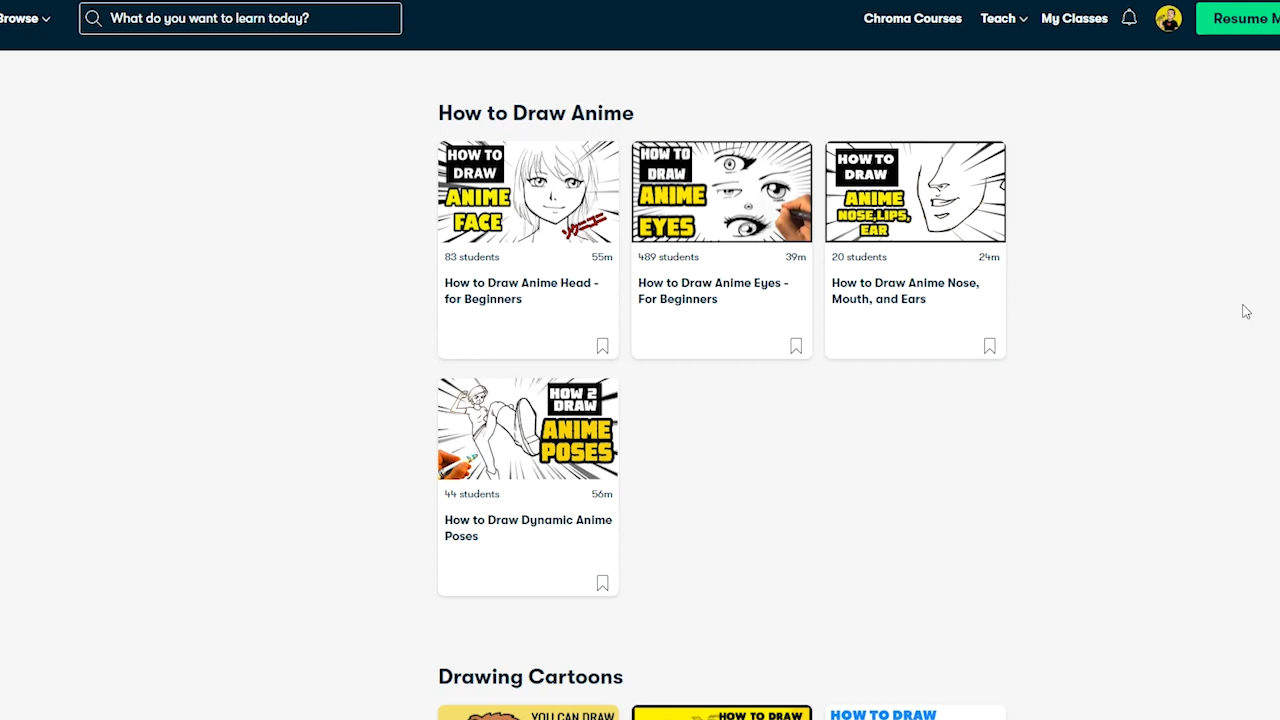 Browse
What do you want to learn today?
Chroma Courses
Teach
My Classes
Resume M
How to Draw Anime
HOW TO
DRAW
ANIME
FACE
83 students
55m
How to Draw Anime Head -
for Beginners
HOW TO
DRAW
ANIME
EYES
489 students
39m
How to Draw Anime Eyes -
For Beginners
HOW TO
DRAW
ANIME
NOSE,LIPS,
EAR
20 students
24m
How to Draw Anime Nose,
Mouth, and Ears
HOW 2
DRAW
ANIME
POSES
44 students
56m
How to Draw Dynamic Anime
Poses
Drawing Cartoons
YOU CAN DRAW
HOW TO DRAW
HOW TO DRAW